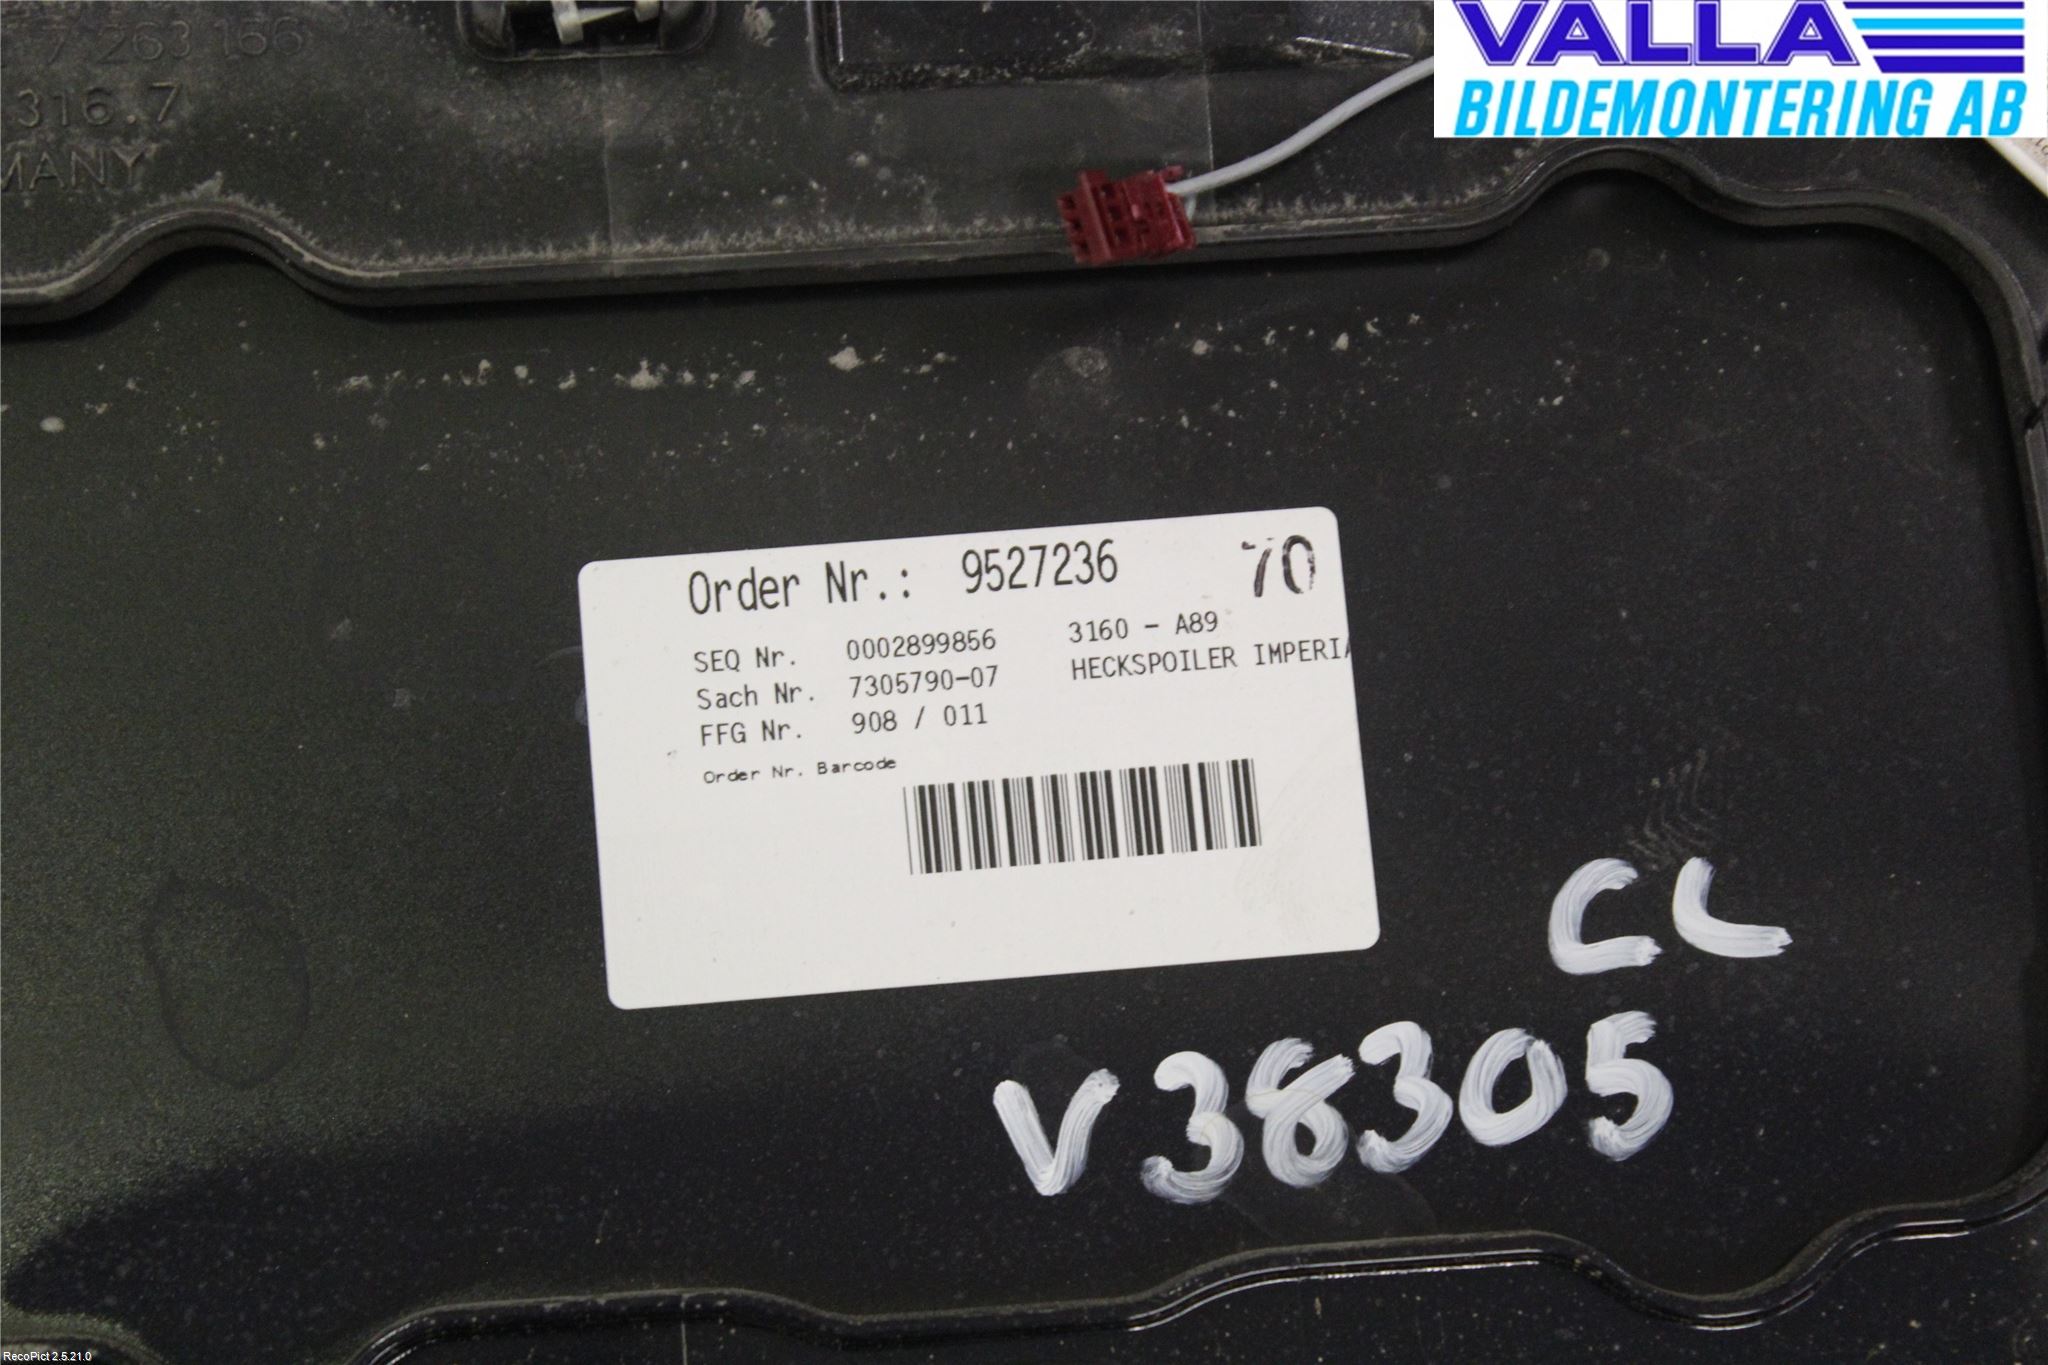 VALLA
BILDEMONTERING AB
7 263 166
316.7
MANY
Order Nr.: 9527236 70
SEQ Nr. 0002899856 3160 - A89
Sach Nr. 7305790-07 HECKSPOILER IMPERIA
FFG Nr. 908 / 011
Order Nr. Barcode
CL
V38305
RecoPict 2.5.21.0